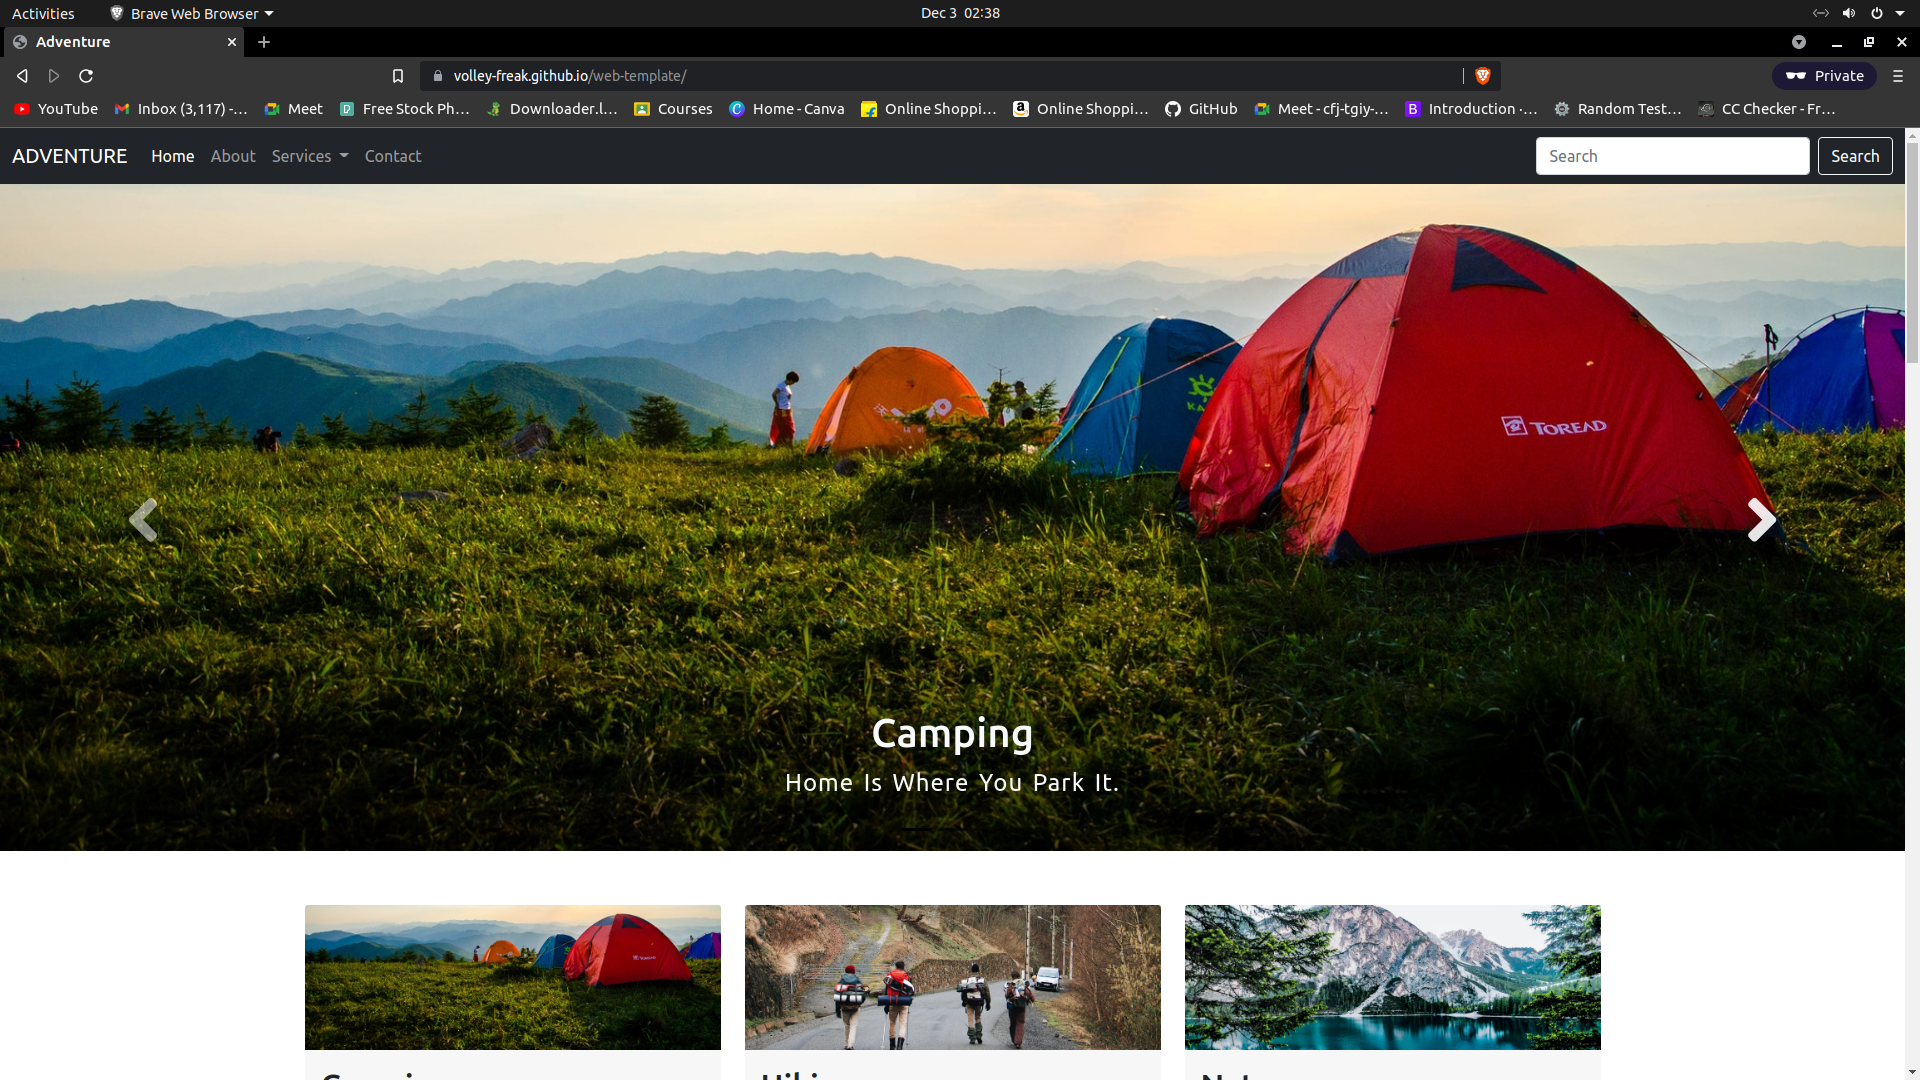 Activities Brave Web Browser Dec 3 02:38
Adventure
volley-freak.github.io/web-template/ Private
YouTube Inbox (3,117) -... Meet Free Stock Ph... Downloader.l... Courses Home - Canva Online Shoppi... Online Shoppi... GitHub Meet - cfj-tgiy-... Introduction ·... Random Test... CC Checker - Fr...
ADVENTURE Home About Services Contact Search Search
TOREAD
Camping
Home Is Where You Park It.